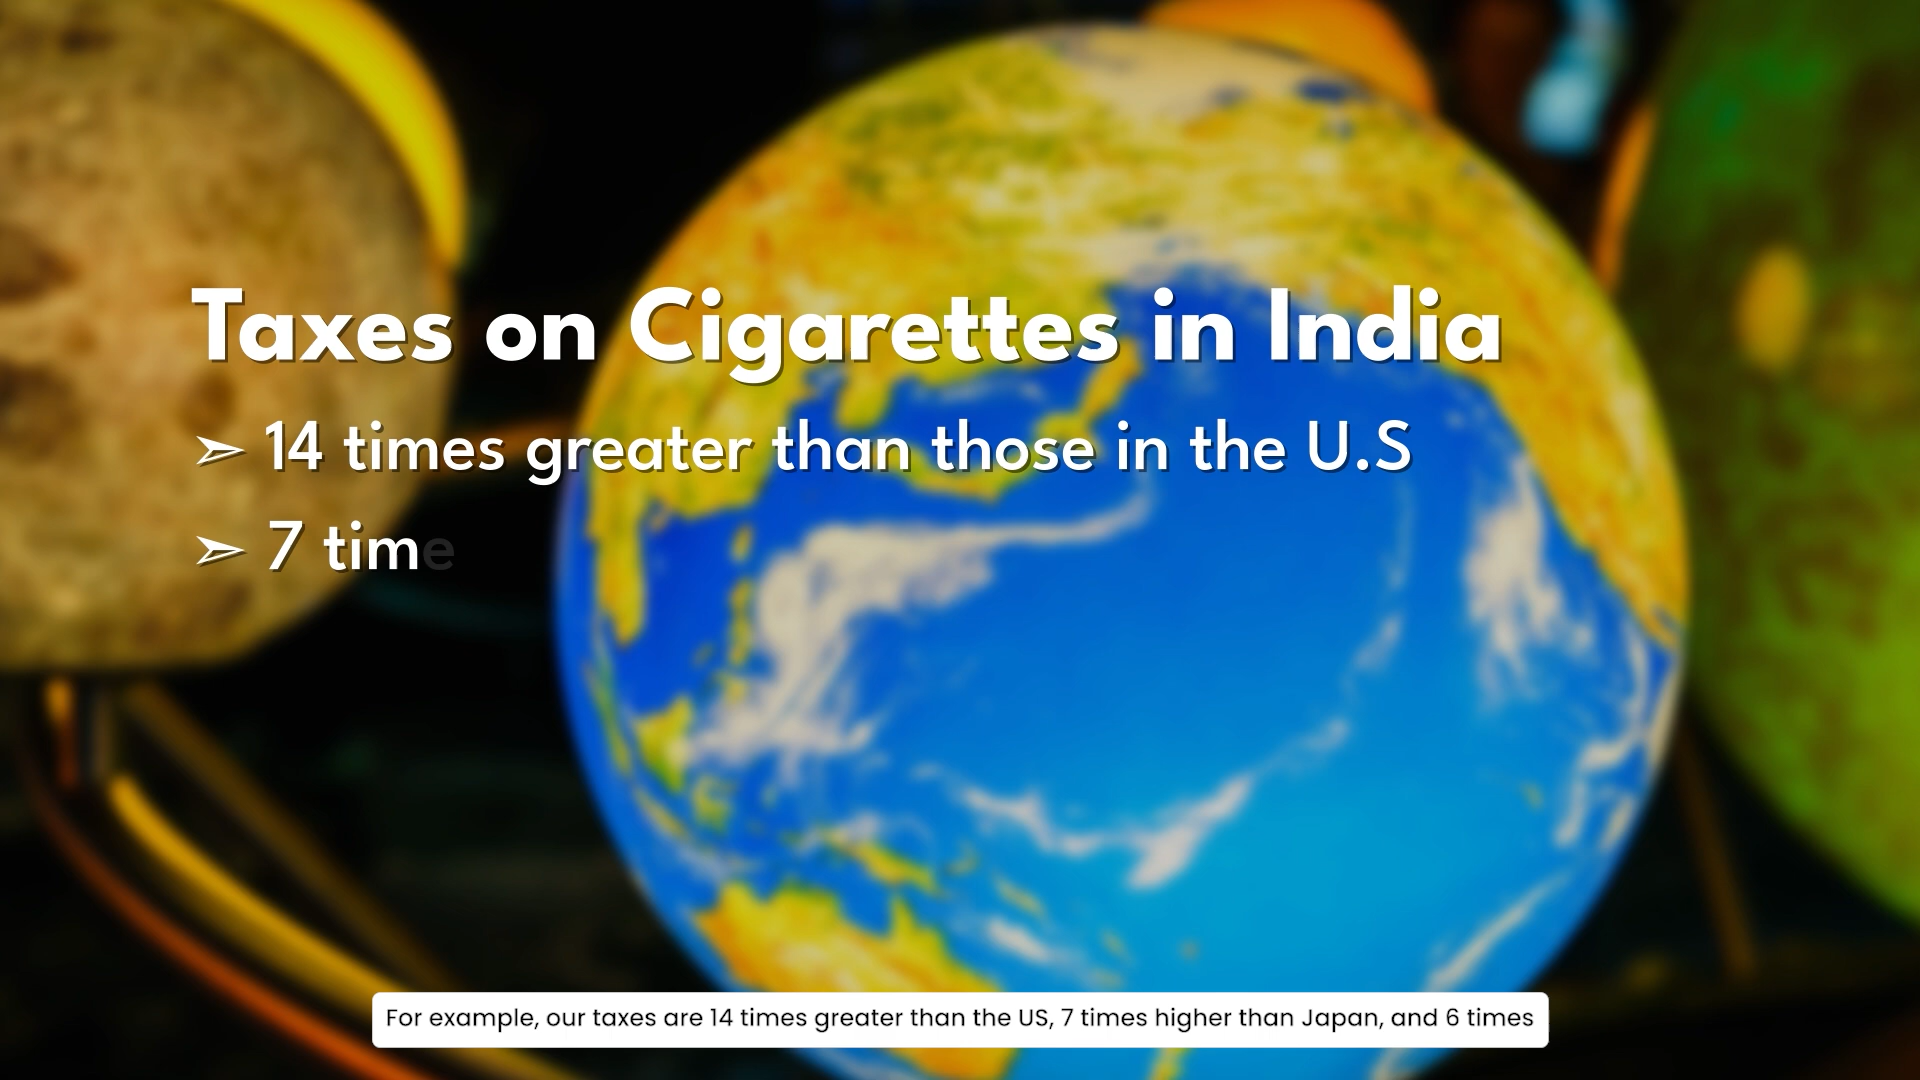 Taxes on Cigarettes in India
➢ 14 times greater than those in the U.S
➢ 7 time
For example, our taxes are 14 times greater than the US, 7 times higher than Japan, and 6 times